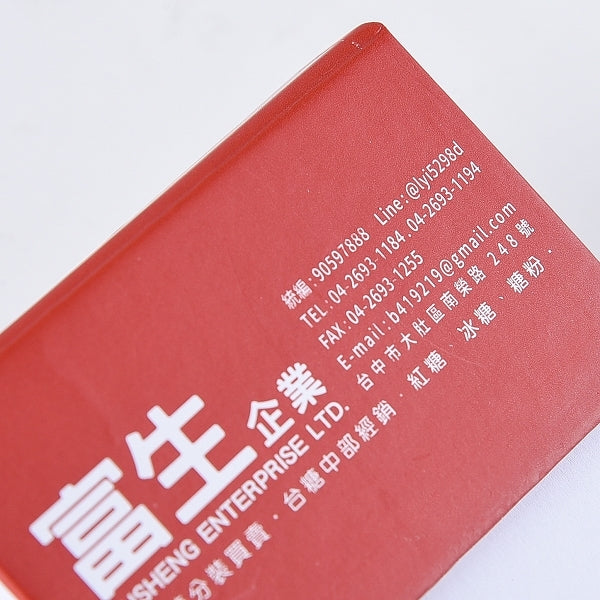 統編:90597888 Line:@lyi5298d
TEL:04-2693-1184. 04-2693-1194
FAX:04-2693-1255
E-mail:b419219@gmail.com
台中市大肚區南榮路248號
富生企業
SHENG ENTERPRISE LTD.
分裝買賣．台糖中部經銷．紅糖、冰糖、糖粉．